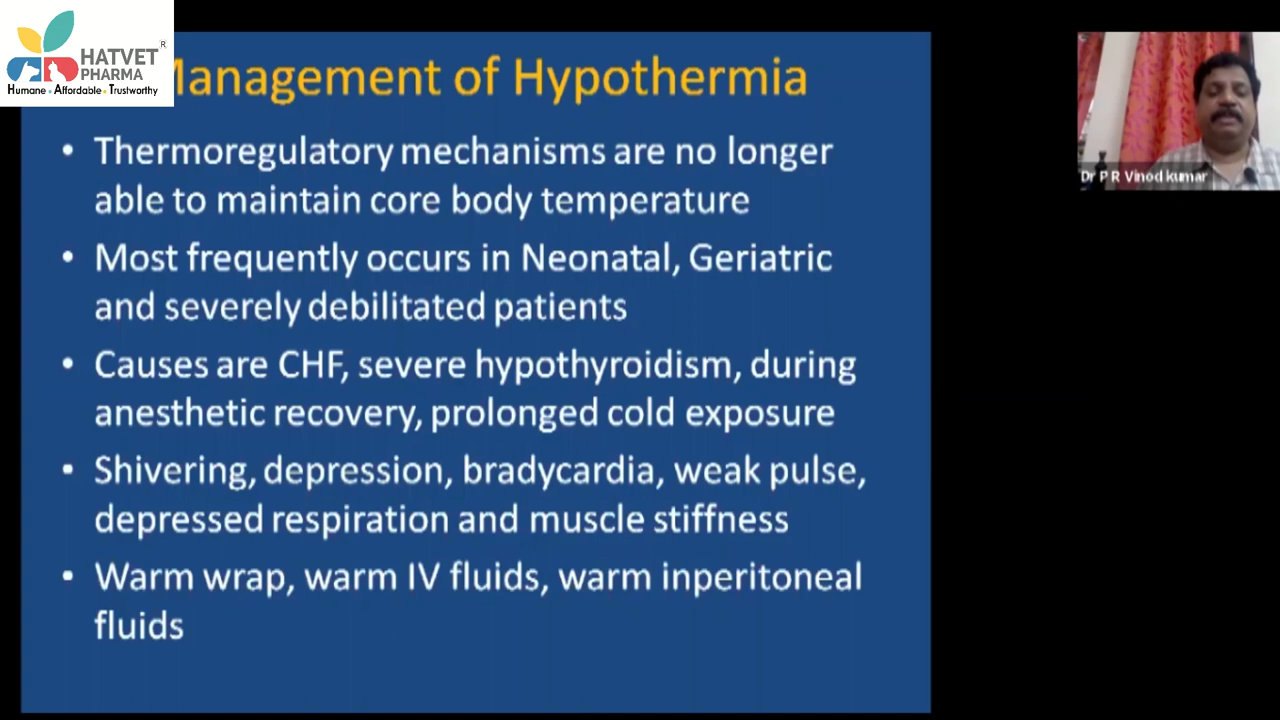 HATVET®
PHARMA
Humane • Affordable • Trustworthy
Management of Hypothermia
• Thermoregulatory mechanisms are no longer
able to maintain core body temperature
• Most frequently occurs in Neonatal, Geriatric
and severely debilitated patients
• Causes are CHF, severe hypothyroidism, during
anesthetic recovery, prolonged cold exposure
• Shivering, depression, bradycardia, weak pulse,
depressed respiration and muscle stiffness
• Warm wrap, warm IV fluids, warm inperitoneal
fluids
Dr P R Vinod kumar